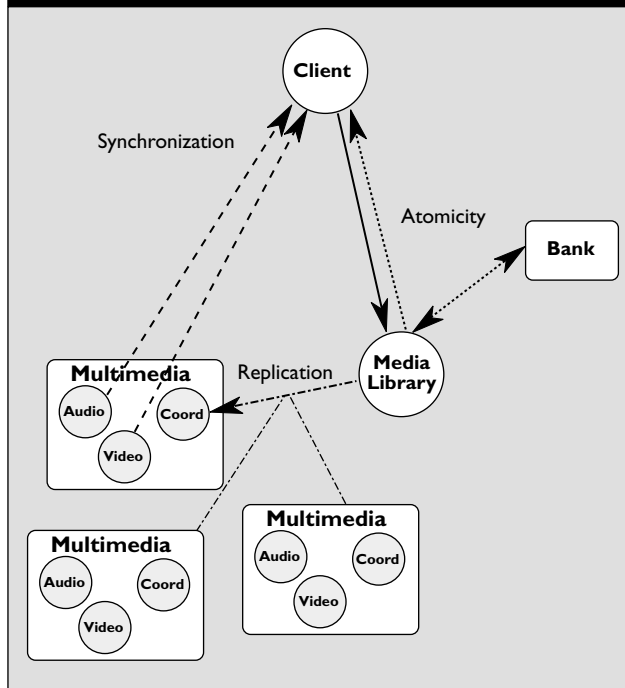 Client
Synchronization
Atomicity
Bank
Media
Library
Replication
Multimedia
Audio
Coord
Video
Multimedia
Audio
Coord
Video
Multimedia
Audio
Coord
Video